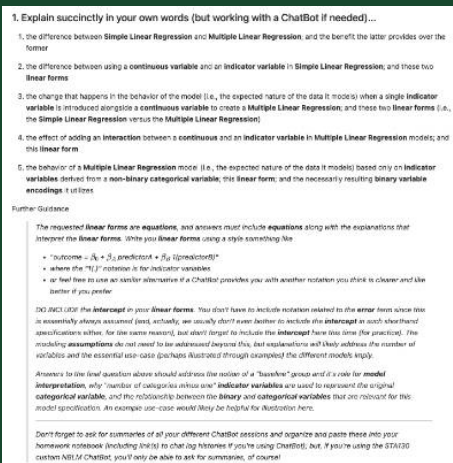 1. Explain succinctly in your own words (but working with a ChatBot if needed)...
1. the difference between Simple Linear Regression and Multiple Linear Regression; and the benefit the latter provides over the
former
2. the difference between using a continuous variable and an indicator variable in Simple Linear Regression; and these two
linear forms
3. the change that happens in the behavior of the model (i.e., the expected nature of the data it models) when a single indicator
variable is introduced alongside a continuous variable to create a Multiple Linear Regression; and these two linear forms (i.e.,
the Simple Linear Regression versus the Multiple Linear Regression)
4. the effect of adding an interaction between a continuous and an indicator variable in Multiple Linear Regression models; and
this linear form
5. the behavior of a Multiple Linear Regression model (i.e., the expected nature of the data it models) based only on indicator
variables derived from a non-binary categorical variable; this linear form; and the necessarily resulting binary variable
encodings it utilizes
Further Guidance
The requested linear forms are equations, and answers must include equations along with the explanations that
interpret the linear forms. Write you linear forms using a style something like
• "outcome = β₀ + β_A predictorA + β_B 1(predictorB)"
• where the "1(.)" notation is for indicator variables
• or feel free to use an similar alternative if a ChatBot provides you with another notation you think is clearer and like
better if you prefer
DO INCLUDE the intercept in your linear forms. You don't have to include notation related to the error term since this
is essentially always assumed (and, actually, we usually don't even bother to include the intercept in such shorthand
specifications either, for the same reason), but don't forget to include the intercept here this time (for practice). The
modeling assumptions do not need to be addressed beyond this, but explanations will likely address the number of
variables and the essential use-case (perhaps illustrated through examples) the different models imply.
Answers to the final question above should address the notion of a "baseline" group and it's role for model
interpretation, why "number of categories minus one" indicator variables are used to represent the original
categorical variable, and the relationship between the binary and categorical variables that are relevant for this
model specification. An example use-case would likely be helpful for illustration here.
Don't forget to ask for summaries of all your different ChatBot sessions and organize and paste these into your
homework notebook (including link(s) to chat log histories if you're using ChatBot); but, if you're using the STA130
custom NBLM ChatBot, you'll only be able to ask for summaries, of course!